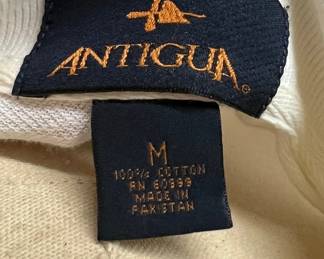 ANTIGUA®
M
100% COTTON
RN 60899
MADE IN
PAKISTAN